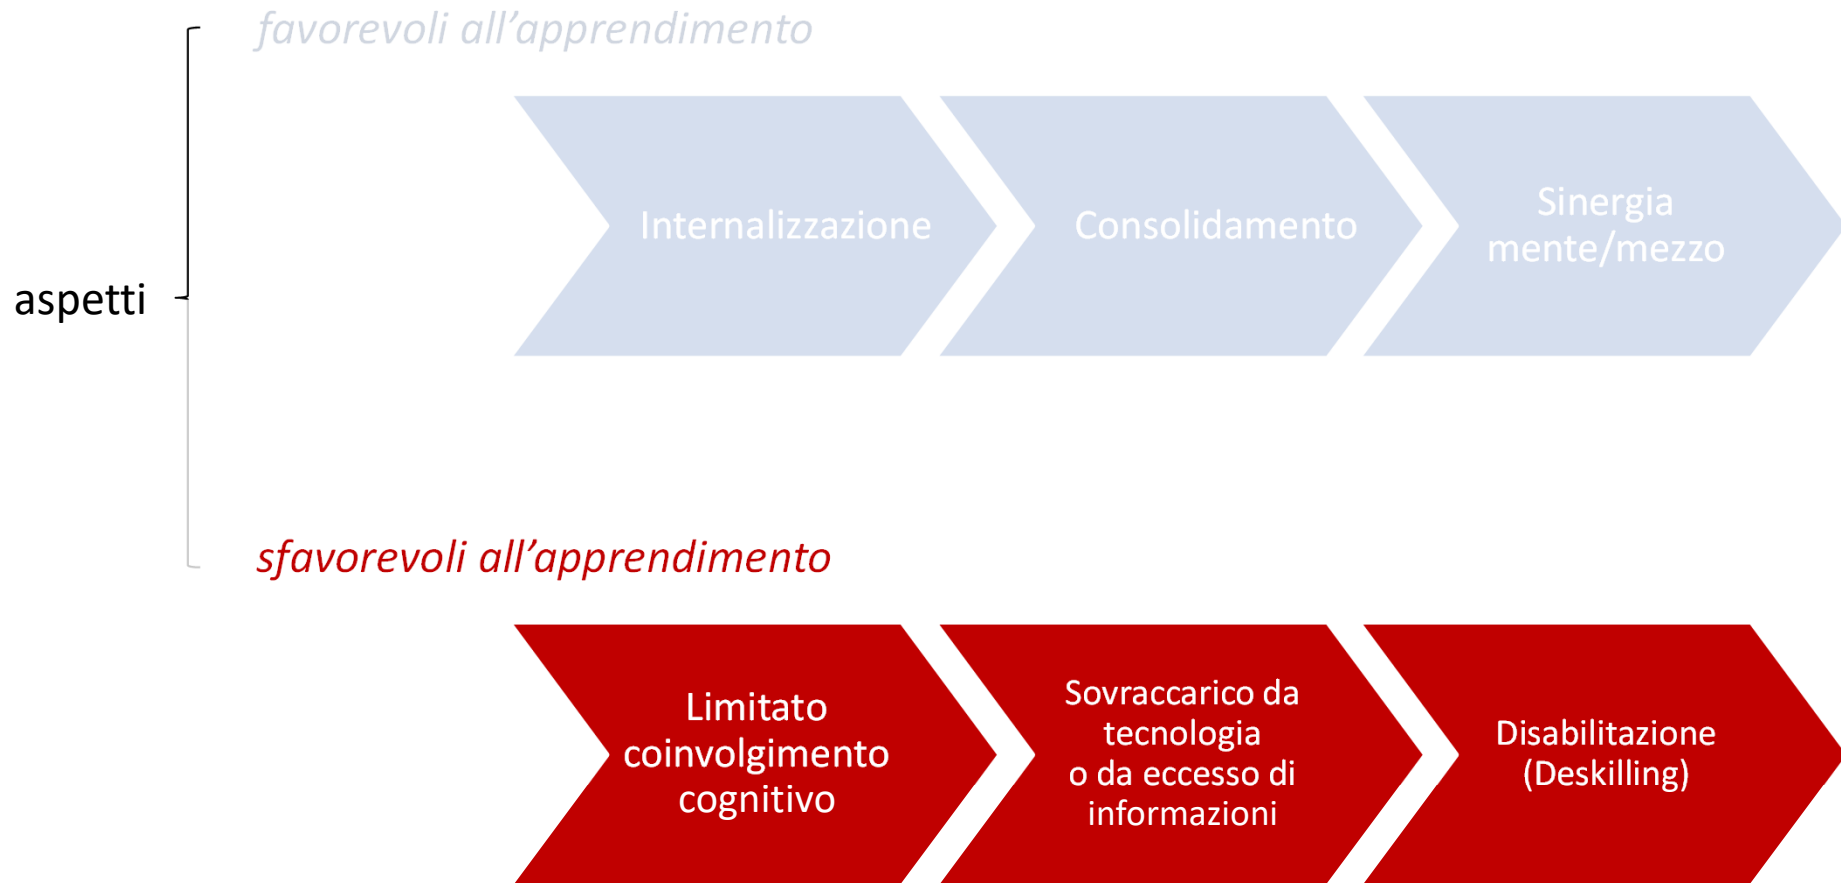 favorevoli all’apprendimento
Internalizzazione
Consolidamento
Sinergia
mente/mezzo
aspetti
sfavorevoli all’apprendimento
Limitato
coinvolgimento
cognitivo
Sovraccarico da
tecnologia
o da eccesso di
informazioni
Disabilitazione
(Deskilling)